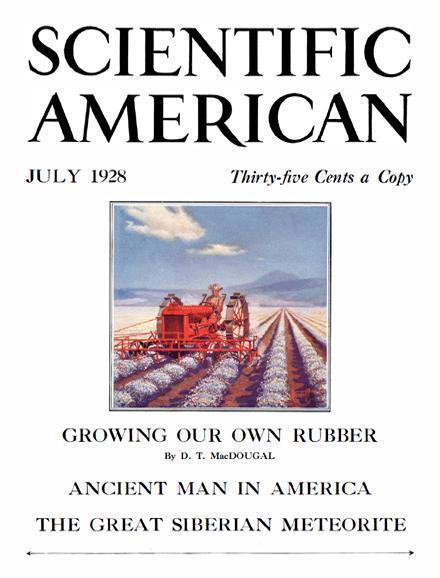 SCIENTIFIC
AMERICAN
JULY 1928
Thirty-five Cents a Copy
GROWING OUR OWN RUBBER
By D. T. MacDOUGAL
ANCIENT MAN IN AMERICA
THE GREAT SIBERIAN METEORITE